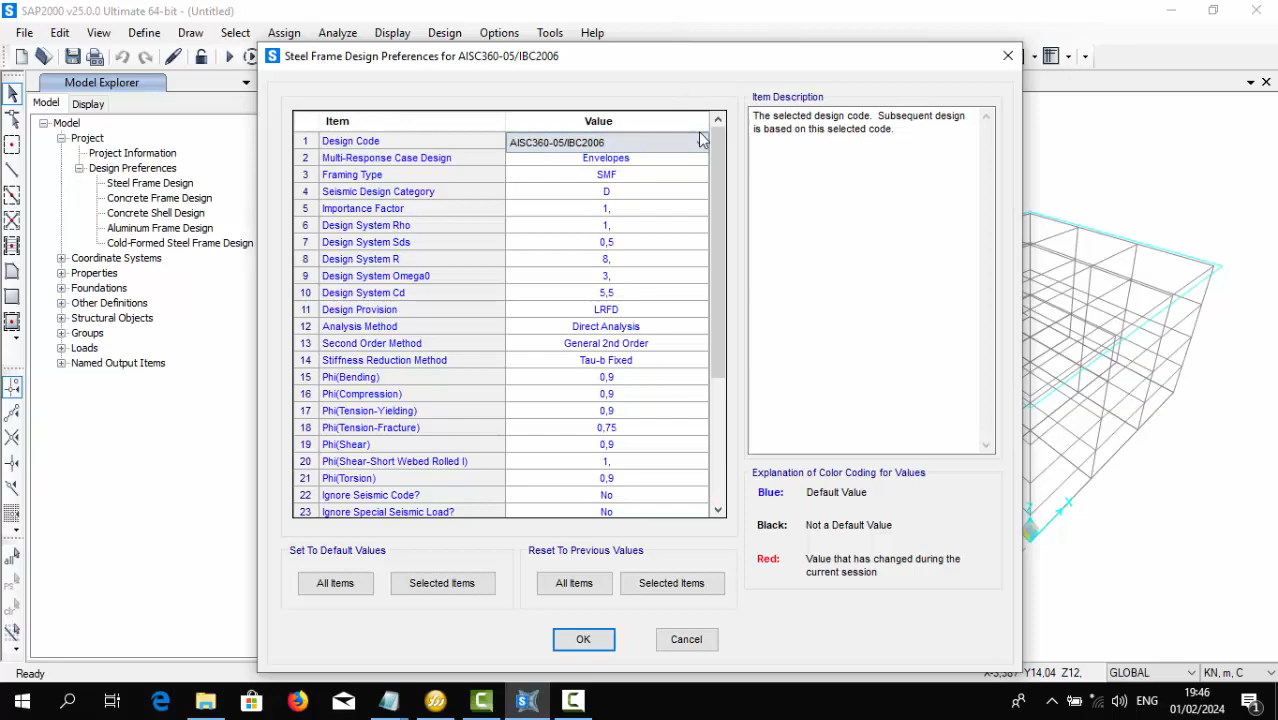 SAP2000 v25.0.0 Ultimate 64-bit - (Untitled)
File Edit View Define Draw Select Assign Analyze Display Design Options Tools Help
Model Explorer
Model Display
Model
Project
Project Information
Design Preferences
Steel Frame Design
Concrete Frame Design
Concrete Shell Design
Aluminum Frame Design
Cold-Formed Steel Frame Design
Coordinate Systems
Properties
Foundations
Other Definitions
Structural Objects
Groups
Loads
Named Output Items
Steel Frame Design Preferences for AISC360-05/IBC2006
Item Value
1 Design Code AISC360-05/IBC2006
2 Multi-Response Case Design Envelopes
3 Framing Type SMF
4 Seismic Design Category D
5 Importance Factor 1,
6 Design System Rho 1,
7 Design System Sds 0,5
8 Design System R 8,
9 Design System Omega0 3,
10 Design System Cd 5,5
11 Design Provision LRFD
12 Analysis Method Direct Analysis
13 Second Order Method General 2nd Order
14 Stiffness Reduction Method Tau-b Fixed
15 Phi(Bending) 0,9
16 Phi(Compression) 0,9
17 Phi(Tension-Yielding) 0,9
18 Phi(Tension-Fracture) 0,75
19 Phi(Shear) 0,9
20 Phi(Shear-Short Webed Rolled I) 1,
21 Phi(Torsion) 0,9
22 Ignore Seismic Code? No
23 Ignore Special Seismic Load? No
Set To Default Values
All Items Selected Items
Reset To Previous Values
All Items Selected Items
OK Cancel
Item Description
The selected design code. Subsequent design
is based on this selected code.
Explanation of Color Coding for Values
Blue: Default Value
Black: Not a Default Value
Red: Value that has changed during the
current session
all
X
Ready
Y14,04 Z12, GLOBAL KN, m, C
ENG
19:46
01/02/2024